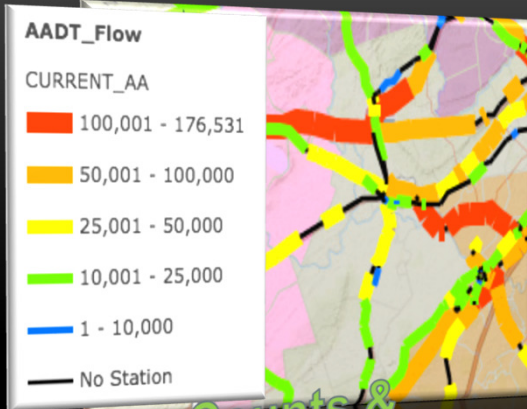 AADT_Flow
CURRENT_AA
100,001 - 176,531
50,001 - 100,000
25,001 - 50,000
10,001 - 25,000
1 - 10,000
No Station
&